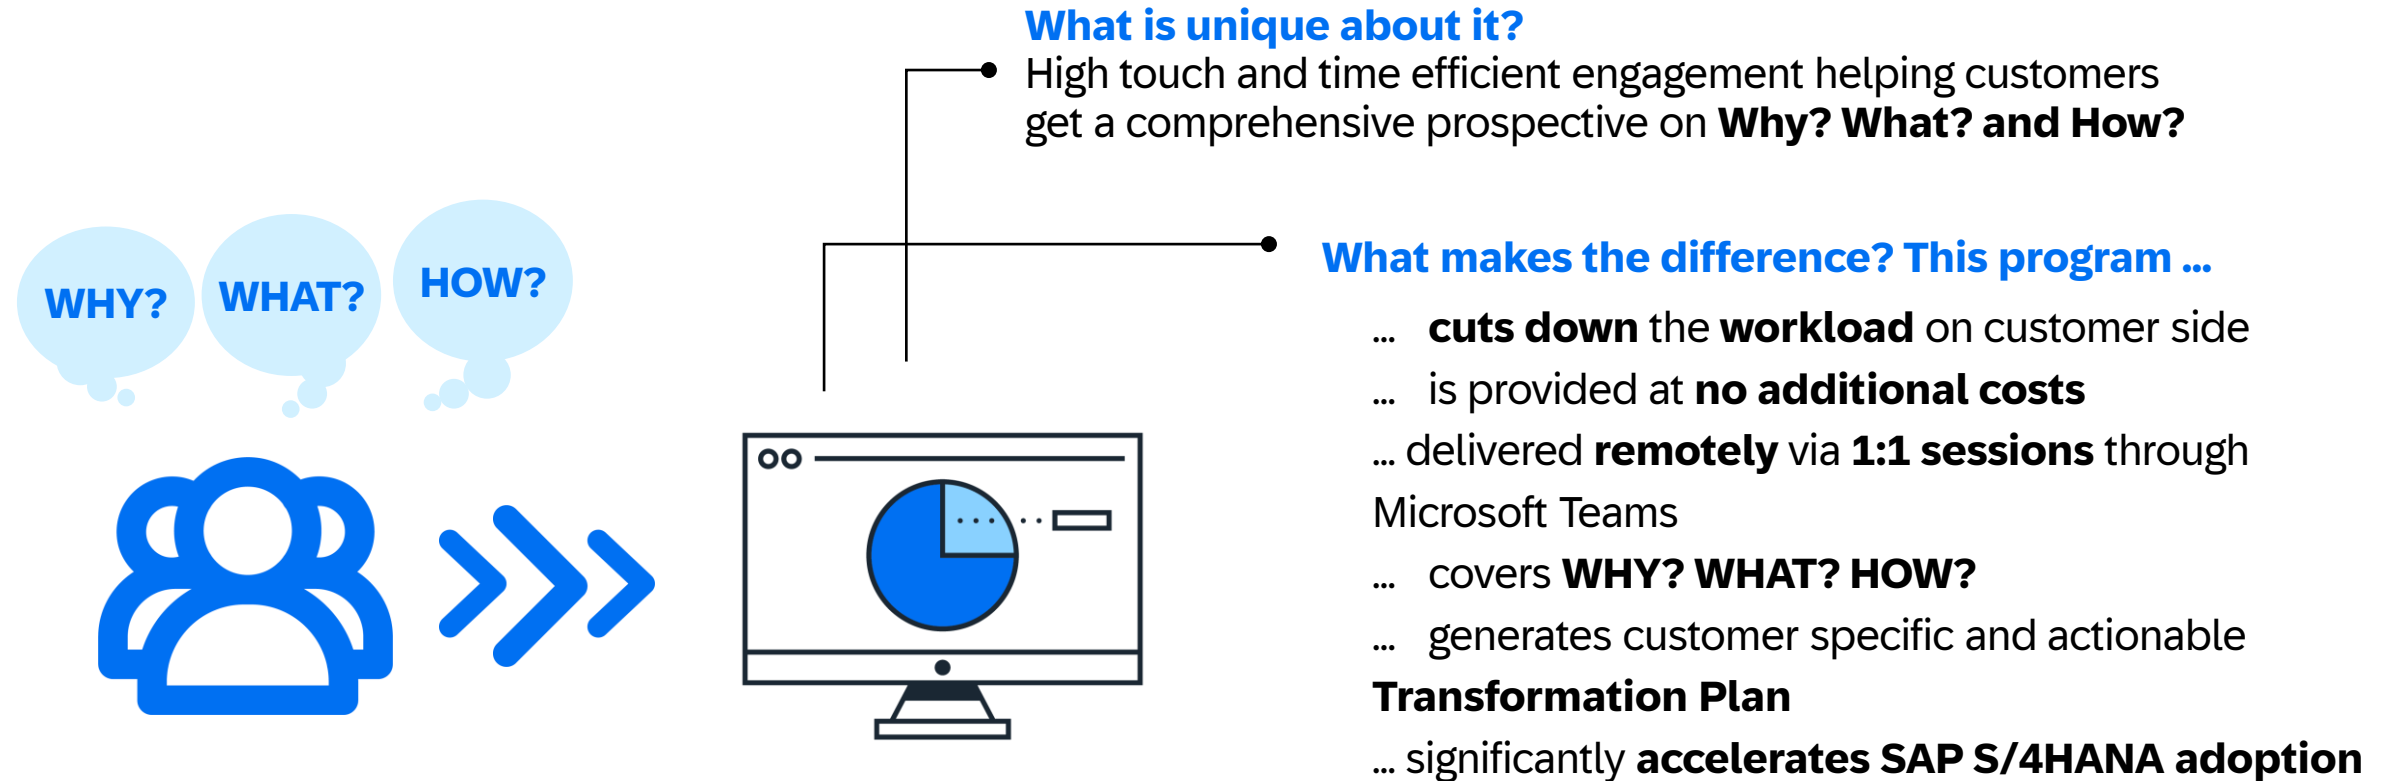 What is unique about it?
High touch and time efficient engagement helping customers
get a comprehensive prospective on Why? What? and How?
WHY?
WHAT?
HOW?
What makes the difference? This program ...
... cuts down the workload on customer side
... is provided at no additional costs
... delivered remotely via 1:1 sessions through
Microsoft Teams
... covers WHY? WHAT? HOW?
... generates customer specific and actionable
Transformation Plan
... significantly accelerates SAP S/4HANA adoption